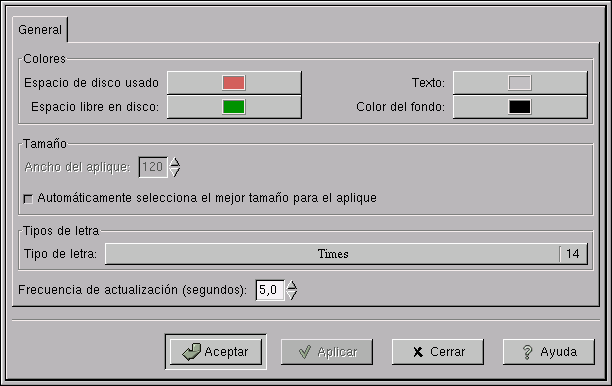 General
Colores
Espacio de disco usado
Texto:
Espacio libre en disco:
Color del fondo:
Tamaño
Ancho del aplique: 120
Automáticamente selecciona el mejor tamaño para el aplique
Tipos de letra
Tipo de letra: Times 14
Frecuencia de actualización (segundos): 5,0
Aceptar Aplicar Cerrar Ayuda